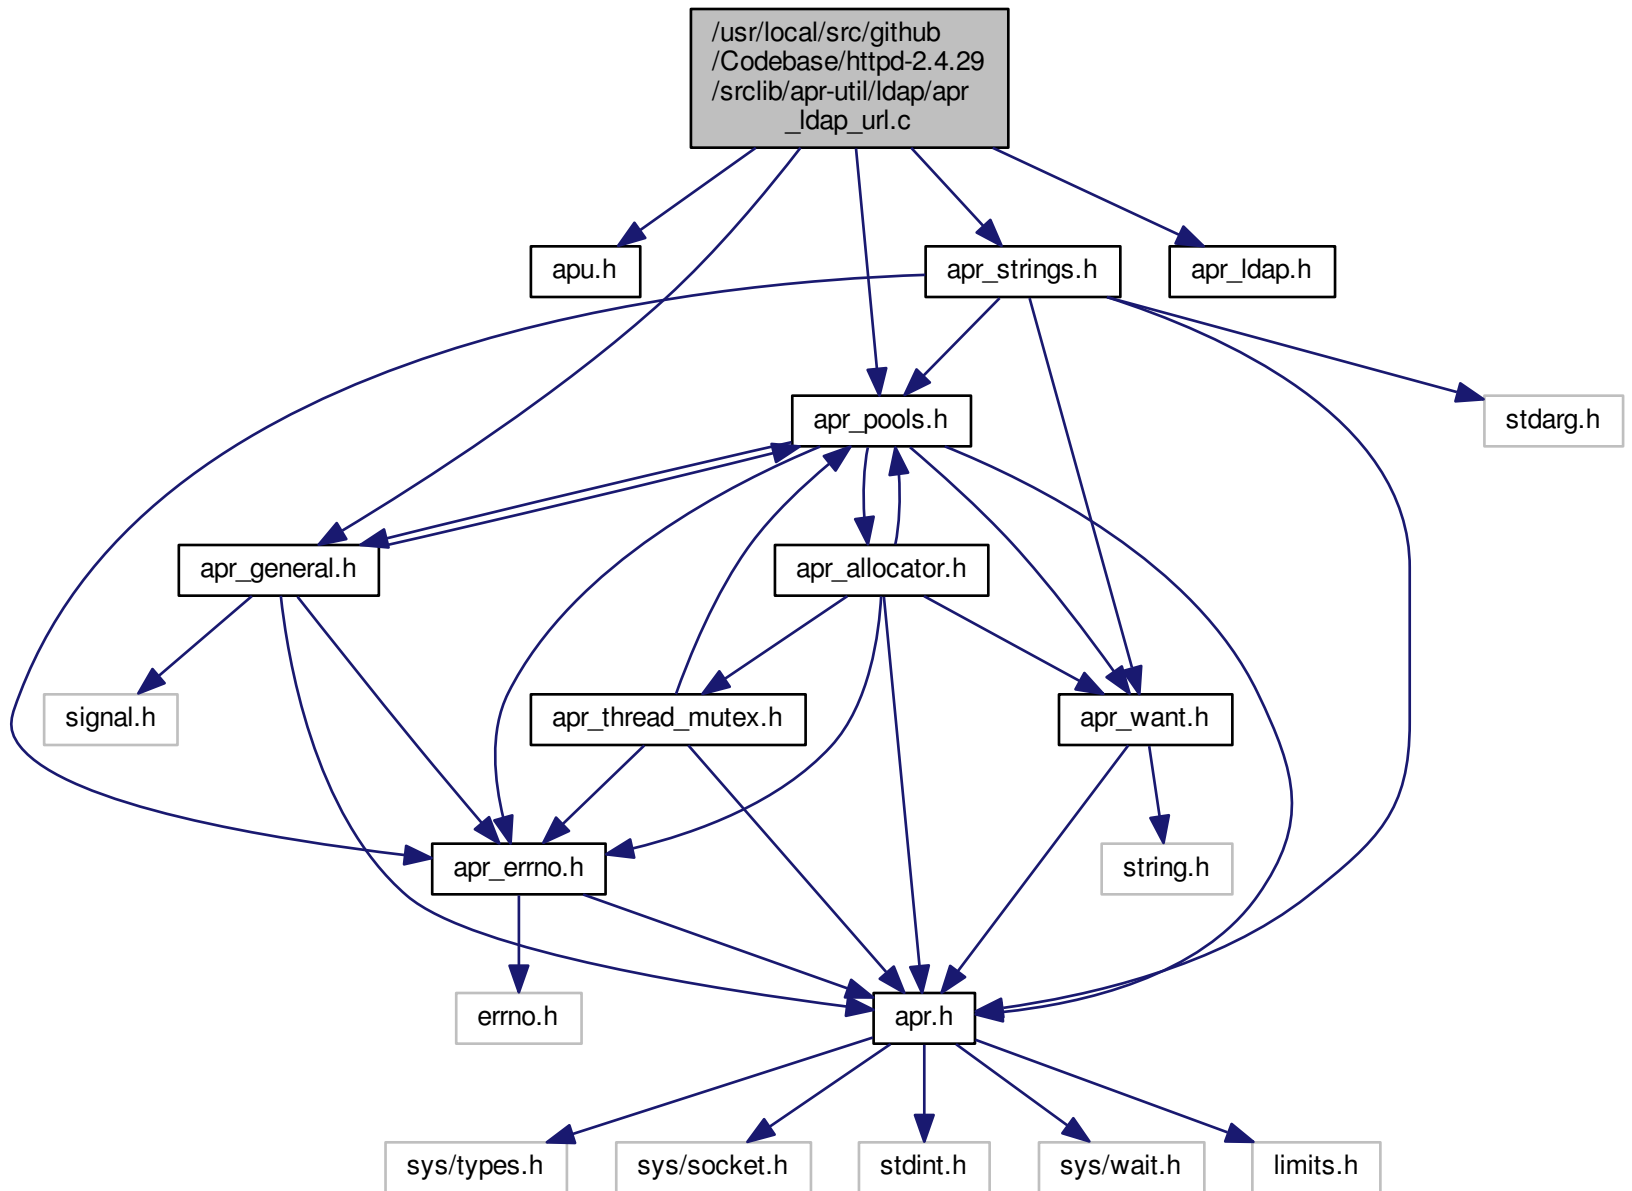 /usr/local/src/github
/Codebase/httpd-2.4.29
/srclib/apr-util/ldap/apr
_ldap_url.c
apu.h
apr_strings.h
apr_ldap.h
apr_pools.h
stdarg.h
apr_general.h
apr_allocator.h
signal.h
apr_thread_mutex.h
apr_want.h
apr_errno.h
string.h
errno.h
apr.h
sys/types.h
sys/socket.h
stdint.h
sys/wait.h
limits.h